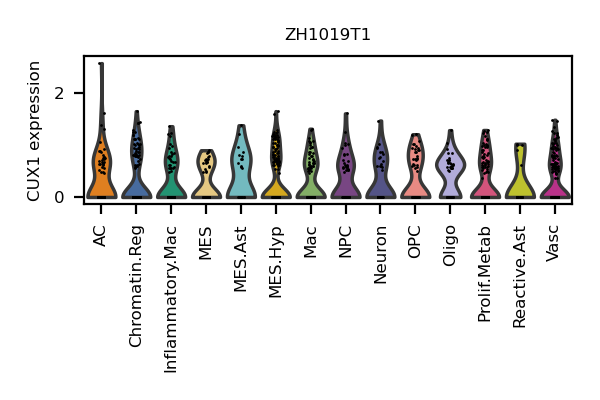 ZH1019T1
CUX1 expression
2
0
AC
Chromatin.Reg
Inflammatory.Mac
MES
MES.Ast
MES.Hyp
Mac
NPC
Neuron
OPC
Oligo
Prolif.Metab
Reactive.Ast
Vasc